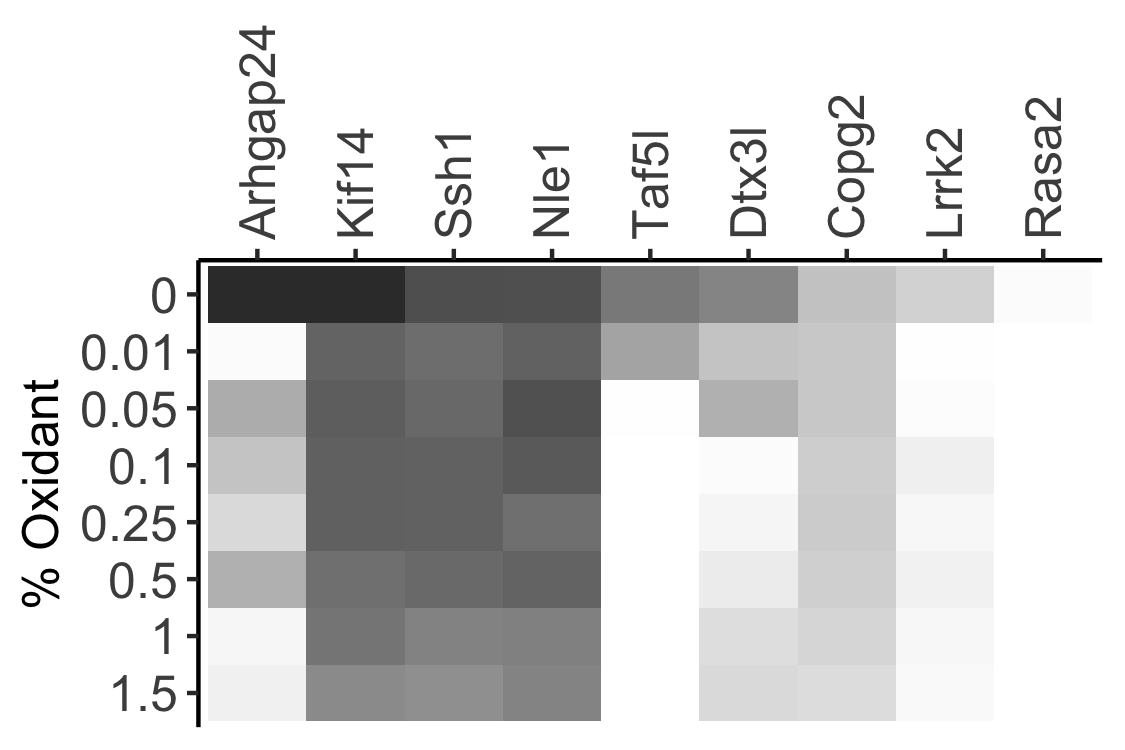 Arhgap24
Kif14
Ssh1
Nle1
Taf5l
Dtx3l
Copg2
Lrrk2
Rasa2
% Oxidant
0
0.01
0.05
0.1
0.25
0.5
1
1.5